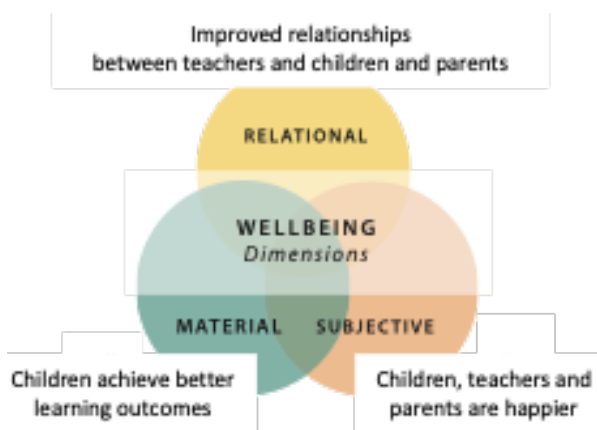 Improved relationships
between teachers and children and parents
RELATIONAL
WELLBEING
Dimensions
MATERIAL
SUBJECTIVE
Children achieve better
learning outcomes
Children, teachers and
parents are happier